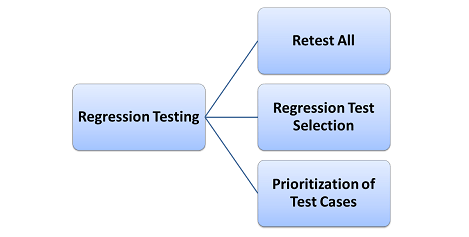 Regression Testing
Retest All
Regression Test
Selection
Prioritization of
Test Cases